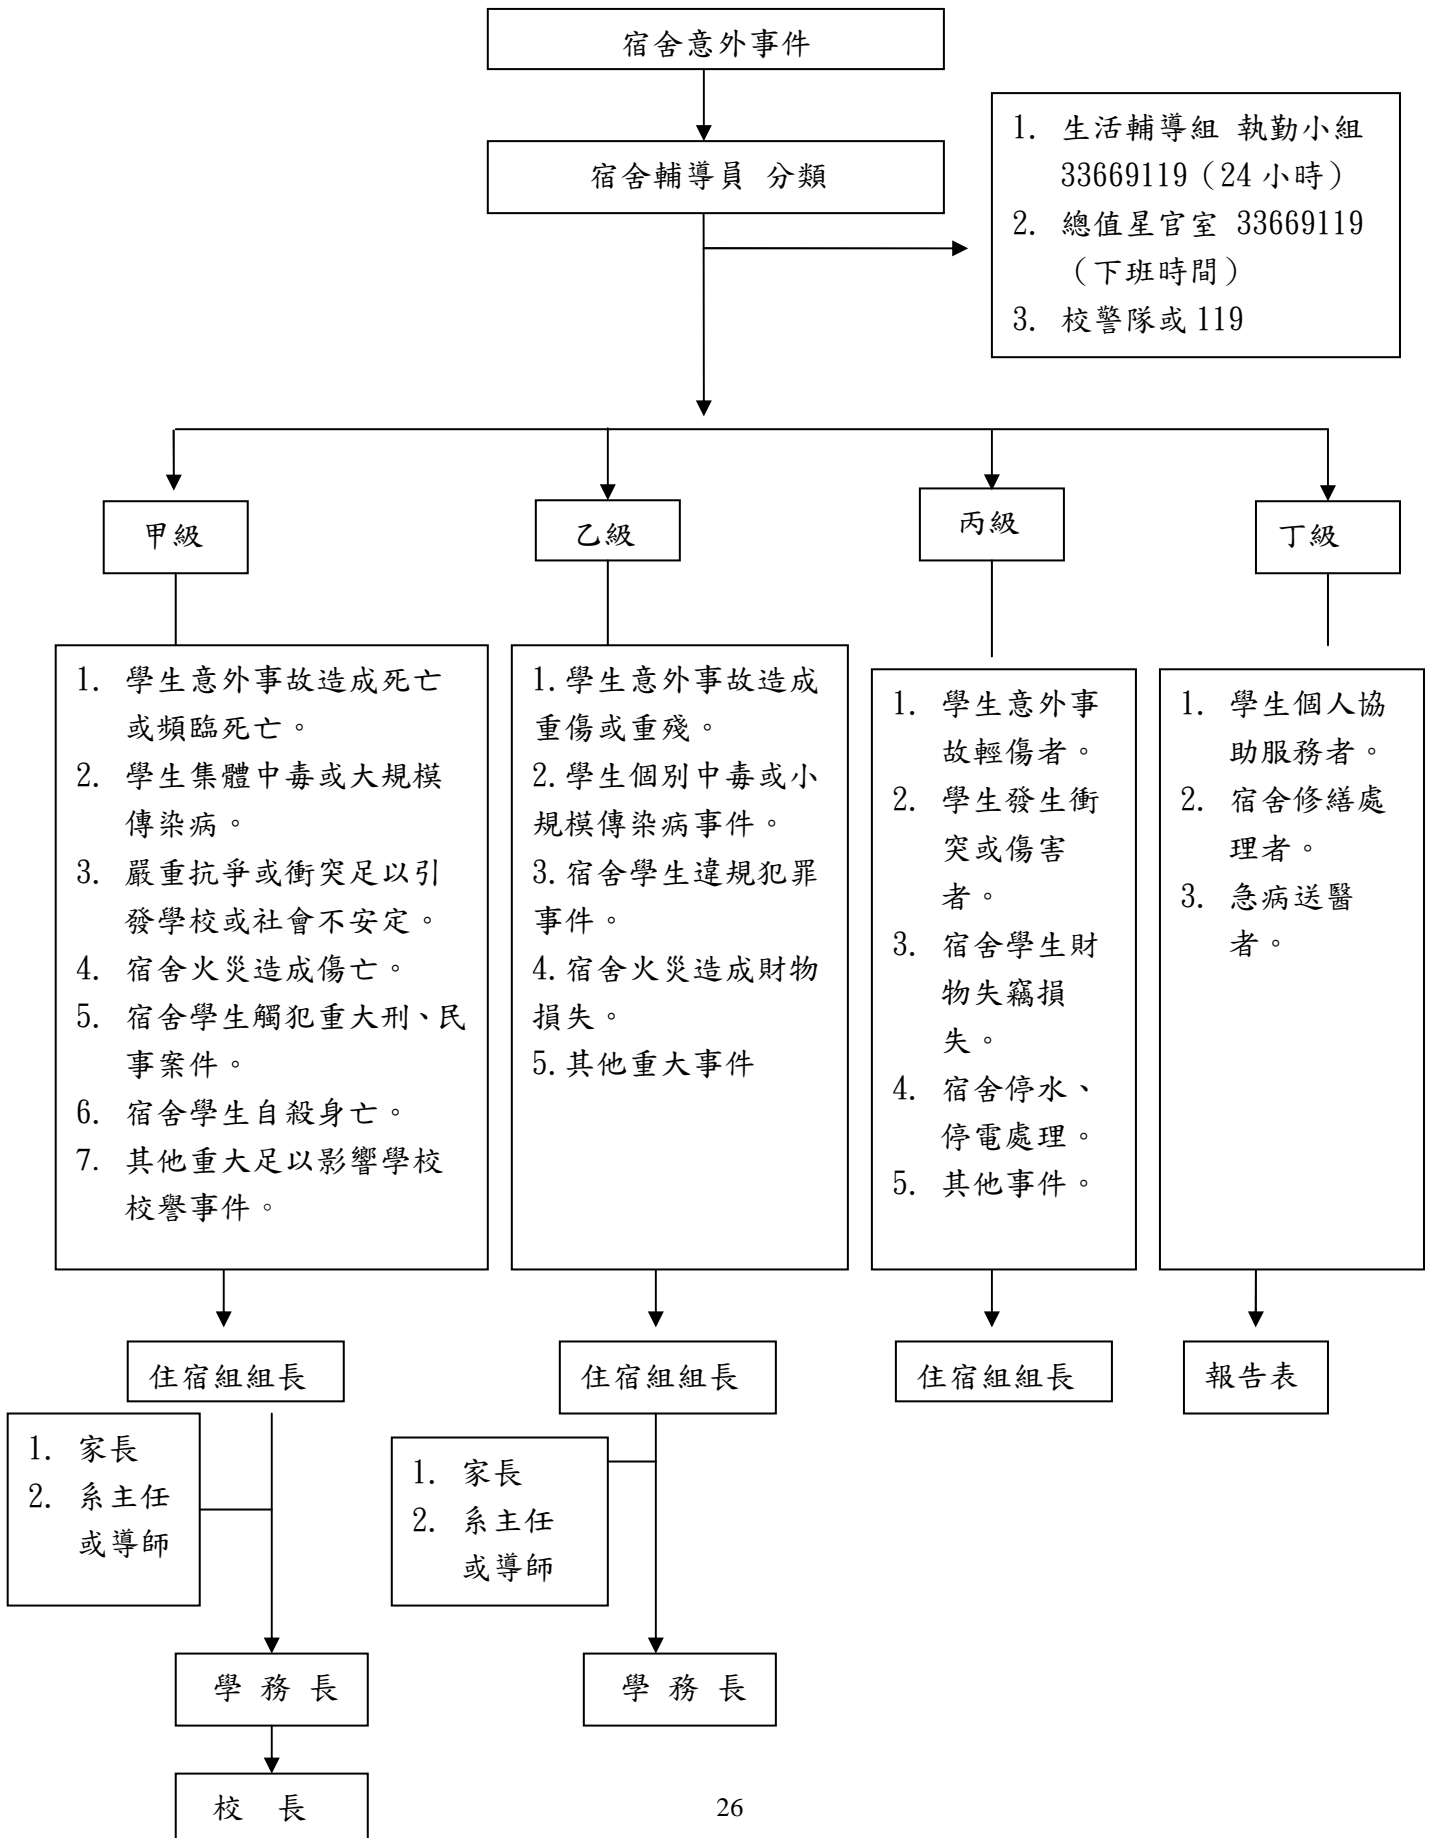 宿舍意外事件
宿舍輔導員 分類
1. 生活輔導組 執勤小組
33669119（24 小時）
2. 總值星官室 33669119
（下班時間）
3. 校警隊或 119
甲級
乙級
丙級
丁級
1. 學生意外事故造成死亡
或頻臨死亡。
2. 學生集體中毒或大規模
傳染病。
3. 嚴重抗爭或衝突足以引
發學校或社會不安定。
4. 宿舍火災造成傷亡。
5. 宿舍學生觸犯重大刑、民
事案件。
6. 宿舍學生自殺身亡。
7. 其他重大足以影響學校
校譽事件。
1.學生意外事故造成
重傷或重殘。
2.學生個別中毒或小
規模傳染病事件。
3.宿舍學生違規犯罪
事件。
4.宿舍火災造成財物
損失。
5.其他重大事件
1. 學生意外事
故輕傷者。
2. 學生發生衝
突或傷害
者。
3. 宿舍學生財
物失竊損
失。
4. 宿舍停水、
停電處理。
5. 其他事件。
1. 學生個人協
助服務者。
2. 宿舍修繕處
理者。
3. 急病送醫
者。
住宿組組長
住宿組組長
住宿組組長
報告表
1. 家長
2. 系主任
或導師
1. 家長
2. 系主任
或導師
學 務 長
學 務 長
校 長
26